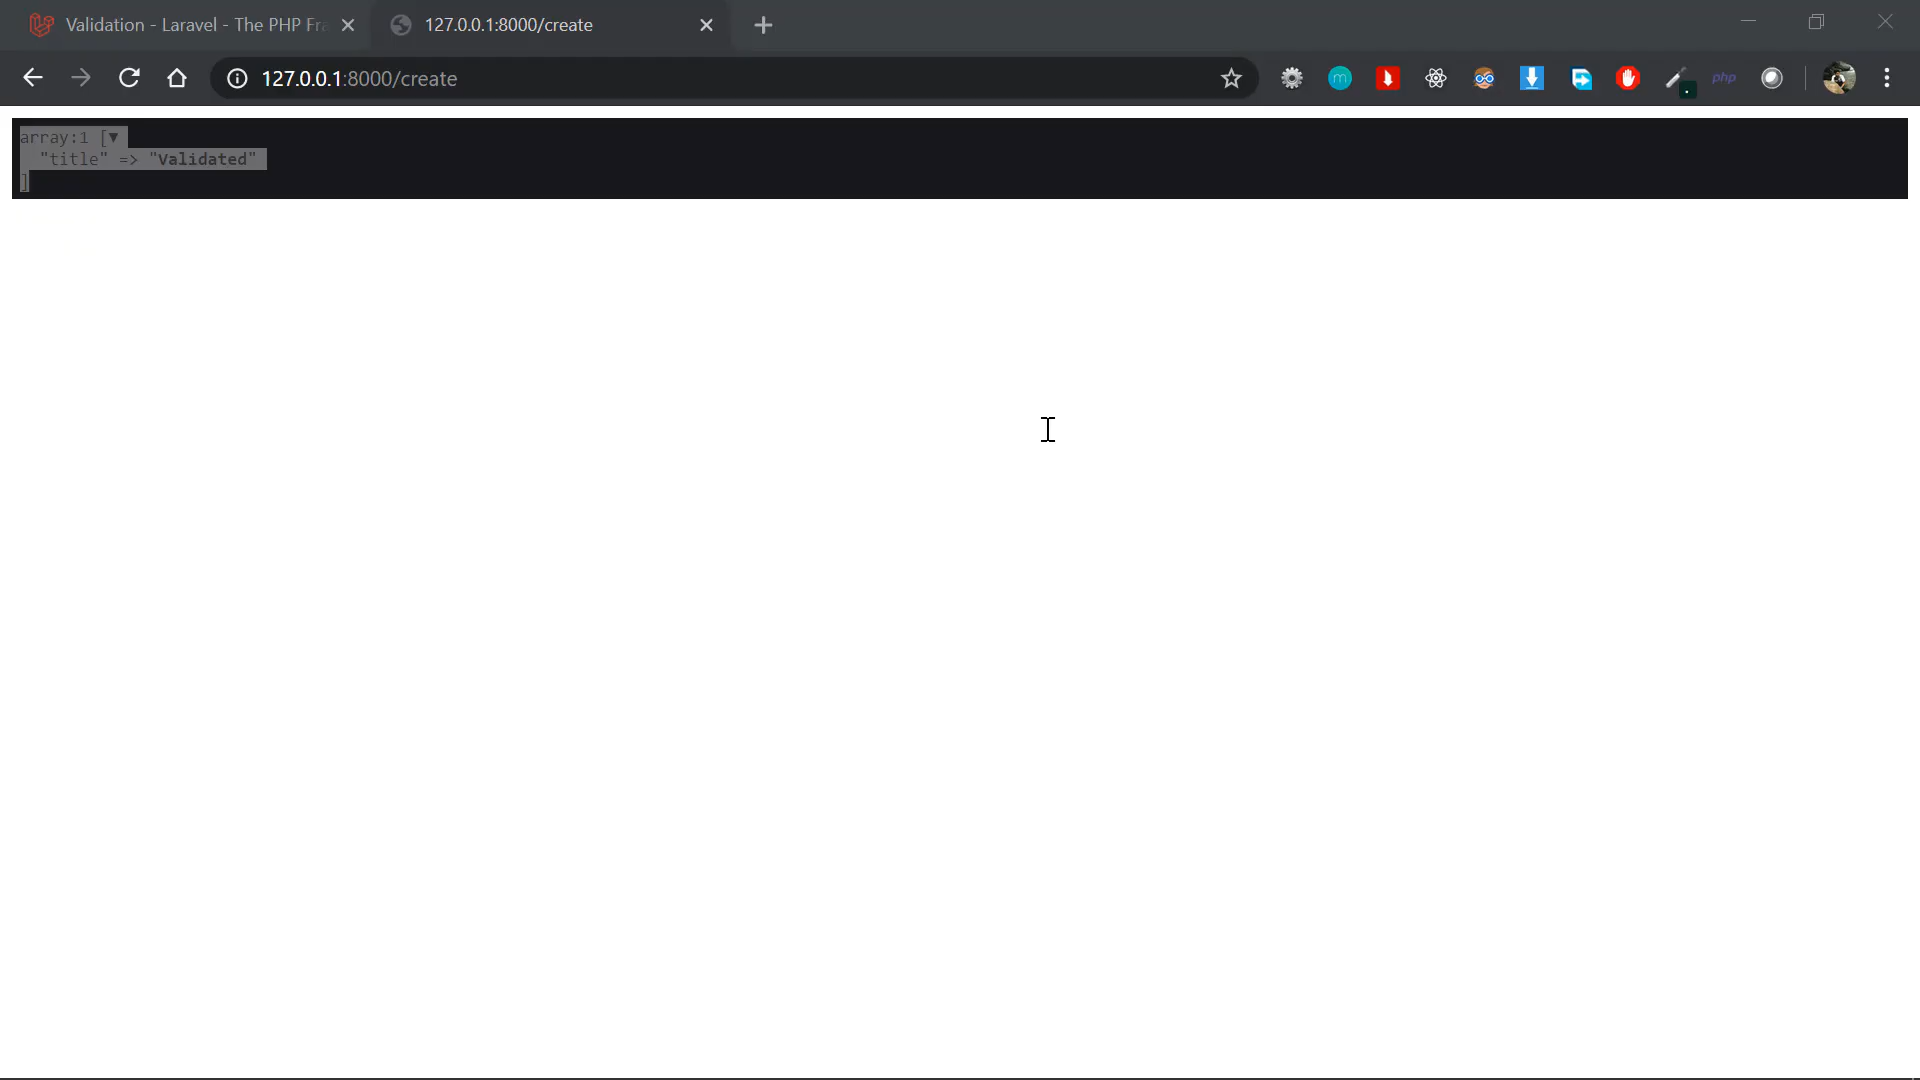 Validation - Laravel - The PHP Fra
127.0.0.1:8000/create
127.0.0.1:8000/create
php
array:1 [▼
  "title" => "Validated"
]